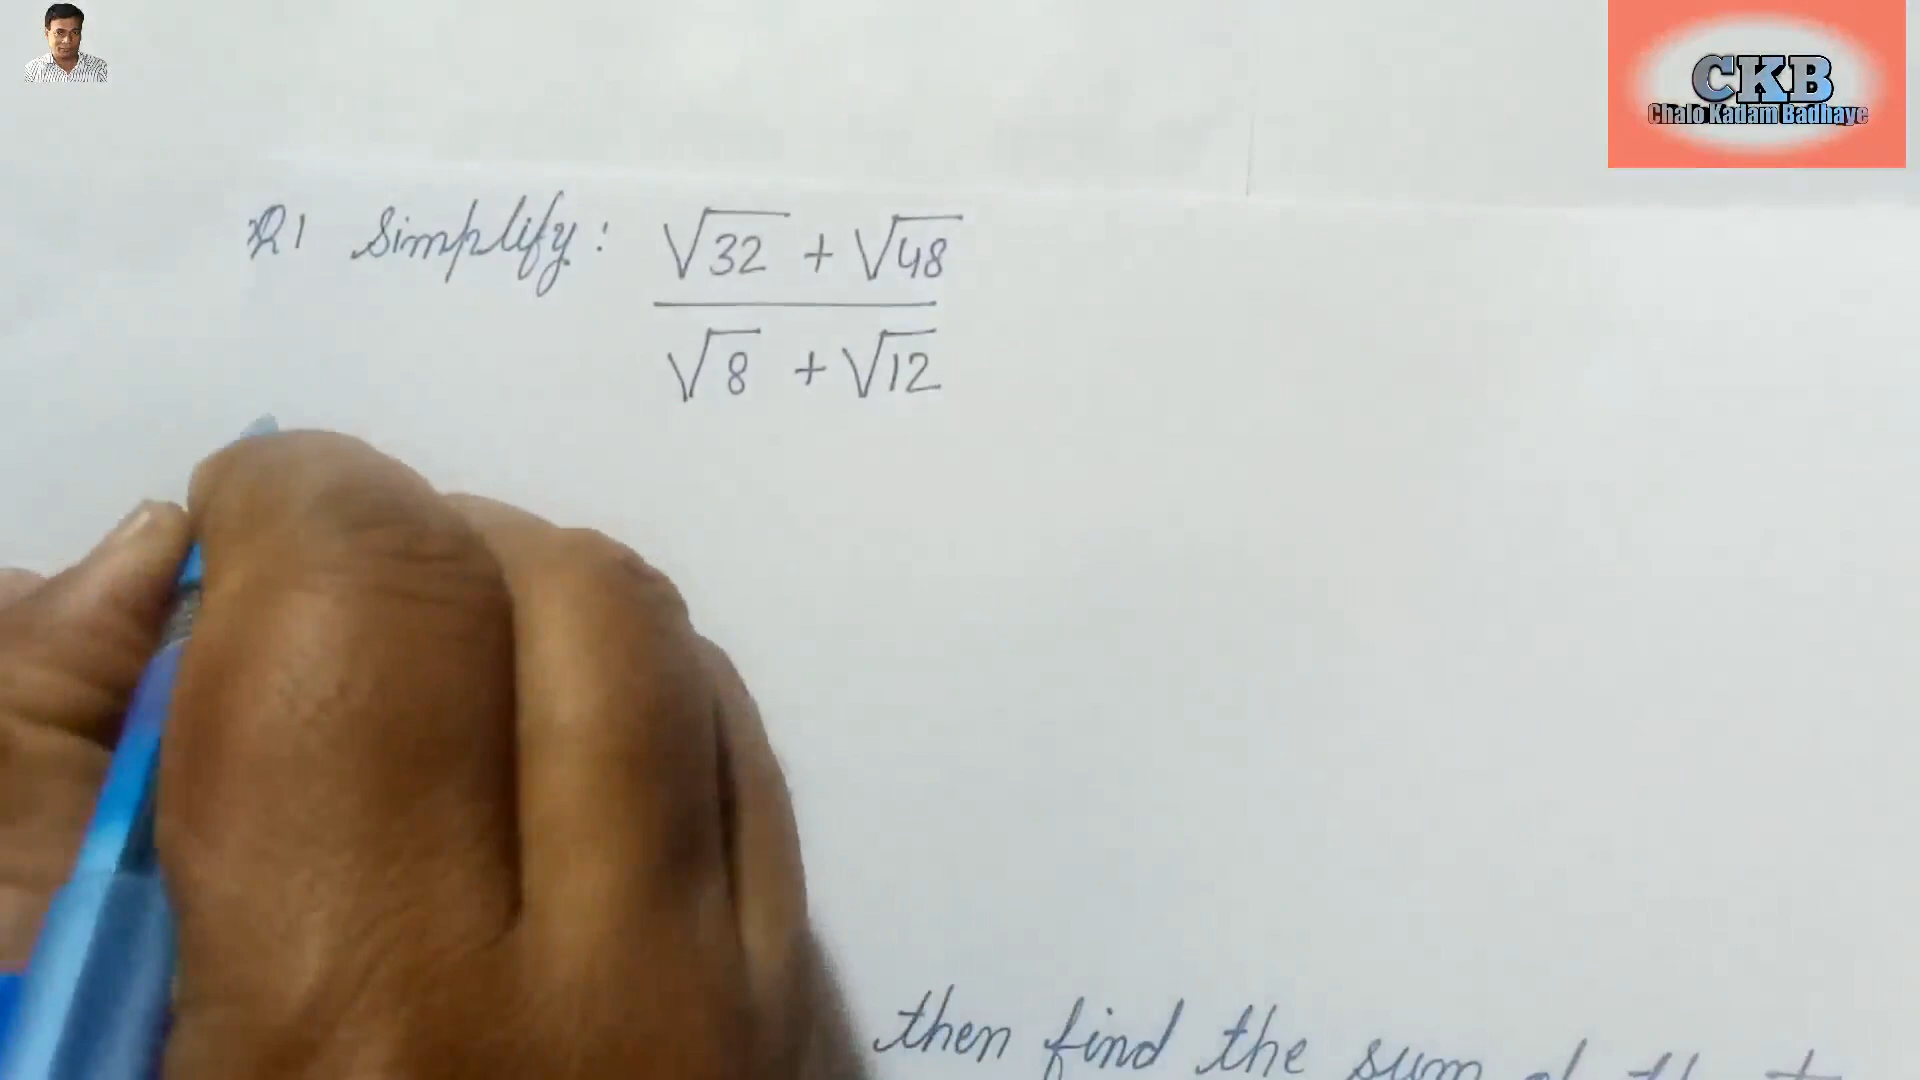 CKB
Chalo Kadam Badhaye
Q1 Simplify: √32 + √48
√8 + √12
then find the sum